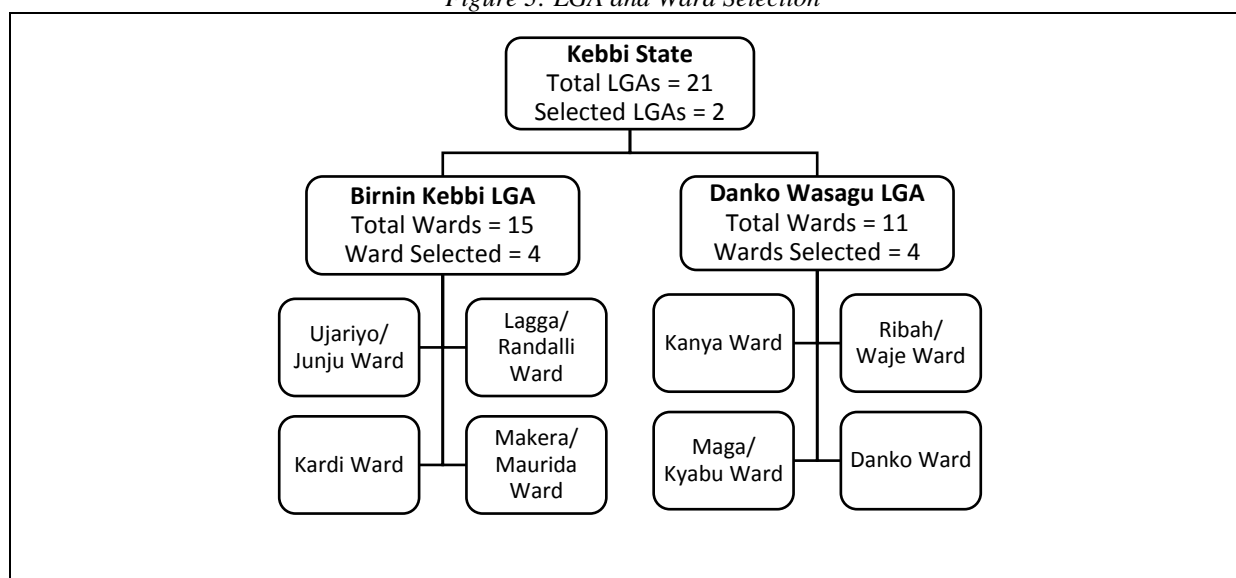 Figure 3: LGA and Ward Selection
Kebbi State
Total LGAs = 21
Selected LGAs = 2
Birnin Kebbi LGA
Total Wards = 15
Ward Selected = 4
Danko Wasagu LGA
Total Wards = 11
Wards Selected = 4
Ujariyo/
Junju Ward
Lagga/
Randalli
Ward
Kanya Ward
Ribah/
Waje Ward
Kardi Ward
Makera/
Maurida
Ward
Maga/
Kyabu Ward
Danko Ward